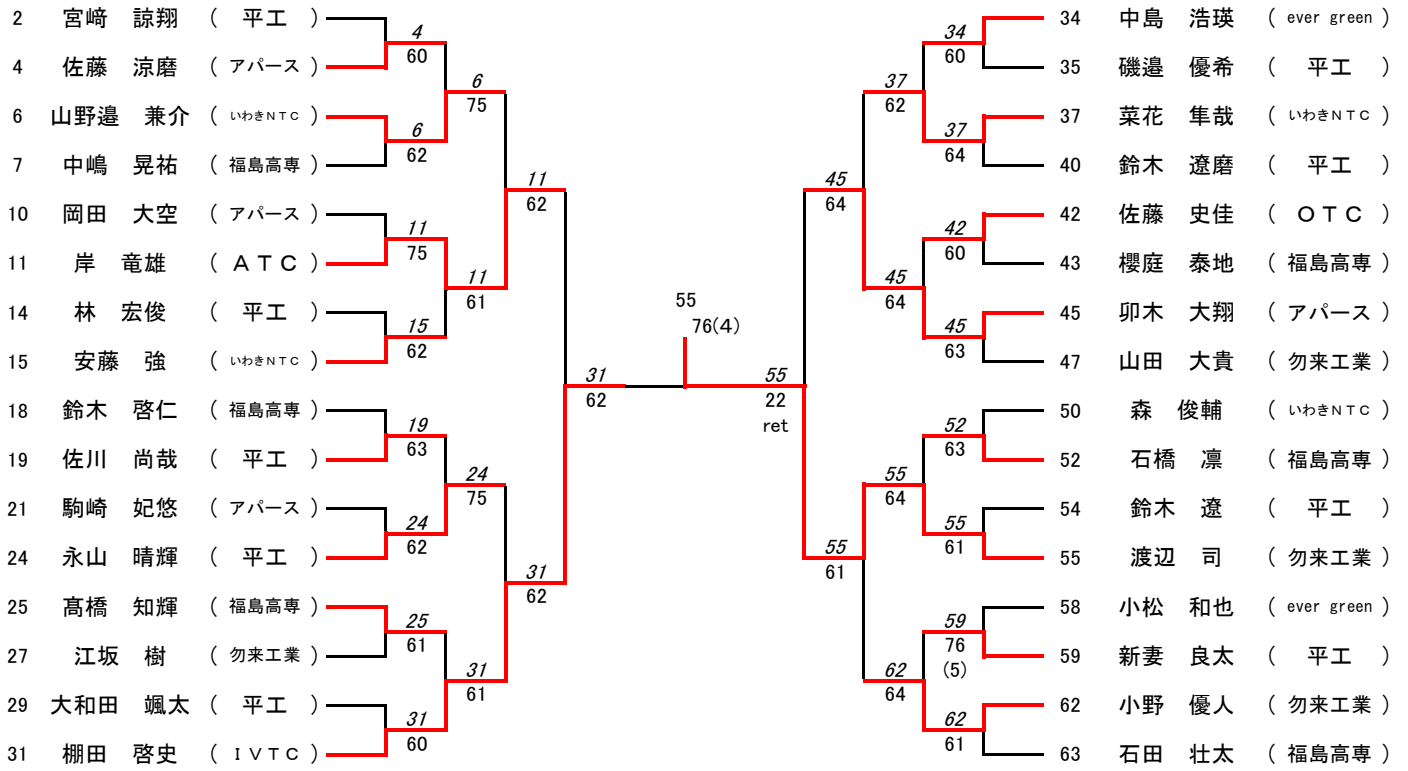 2 宮﨑 諒翔 ( 平工 )
4 佐藤 涼磨 ( アパース )
6 山野邉 兼介 ( いわきNTC )
7 中嶋 晃祐 ( 福島高専 )
10 岡田 大空 ( アパース )
11 岸 竜雄 ( ATC )
14 林 宏俊 ( 平工 )
15 安藤 強 ( いわきNTC )
18 鈴木 啓仁 ( 福島高専 )
19 佐川 尚哉 ( 平工 )
21 駒崎 妃悠 ( アパース )
24 永山 晴輝 ( 平工 )
25 髙橋 知輝 ( 福島高専 )
27 江坂 樹 ( 勿来工業 )
29 大和田 颯太 ( 平工 )
31 棚田 啓史 ( IVTC )
4
60
6
62
11
75
15
62
19
63
24
62
25
61
31
60
6
75
11
61
24
75
31
61
11
62
31
62
31
62
55
76(4)
55
22
ret
45
64
55
61
37
62
45
64
55
64
62
64
34
60
37
64
42
60
45
63
52
63
55
61
59
76
(5)
62
61
34 中島 浩瑛 ( ever green )
35 磯邉 優希 ( 平工 )
37 菜花 隼哉 ( いわきNTC )
40 鈴木 遼磨 ( 平工 )
42 佐藤 史佳 ( OTC )
43 櫻庭 泰地 ( 福島高専 )
45 卯木 大翔 ( アパース )
47 山田 大貴 ( 勿来工業 )
50 森 俊輔 ( いわきNTC )
52 石橋 凛 ( 福島高専 )
54 鈴木 遼 ( 平工 )
55 渡辺 司 ( 勿来工業 )
58 小松 和也 ( ever green )
59 新妻 良太 ( 平工 )
62 小野 優人 ( 勿来工業 )
63 石田 壮太 ( 福島高専 )